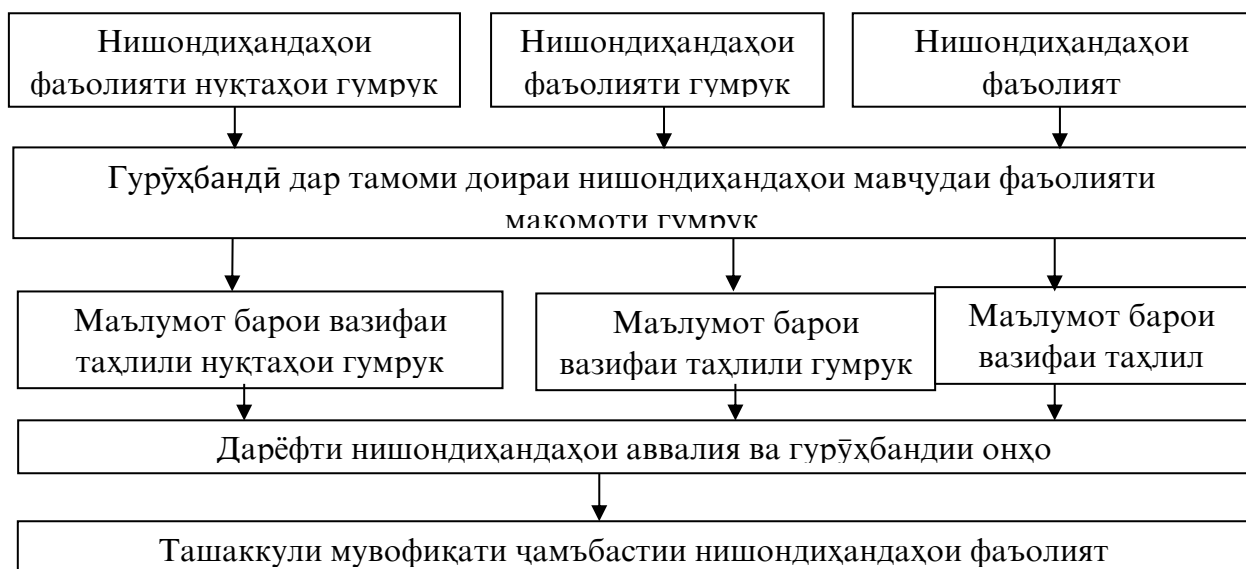 Нишондиҳандаҳои
фаъолияти нуқтаҳои гумрук
Нишондиҳандаҳои
фаъолияти гумрук
Нишондиҳандаҳои
фаъолият
Гурӯҳбандӣ дар тамоми доираи нишондиҳандаҳои мавҷудаи фаъолияти
мақомоти гумрук
Маълумот барои вазифаи
таҳлили нуқтаҳои гумрук
Маълумот барои
вазифаи таҳлили гумрук
Маълумот барои
вазифаи таҳлил
Дарёфти нишондиҳандаҳои аввалия ва гурӯҳбандии онҳо
Ташаккули мувофиқати ҷамъбастии нишондиҳандаҳои фаъолият